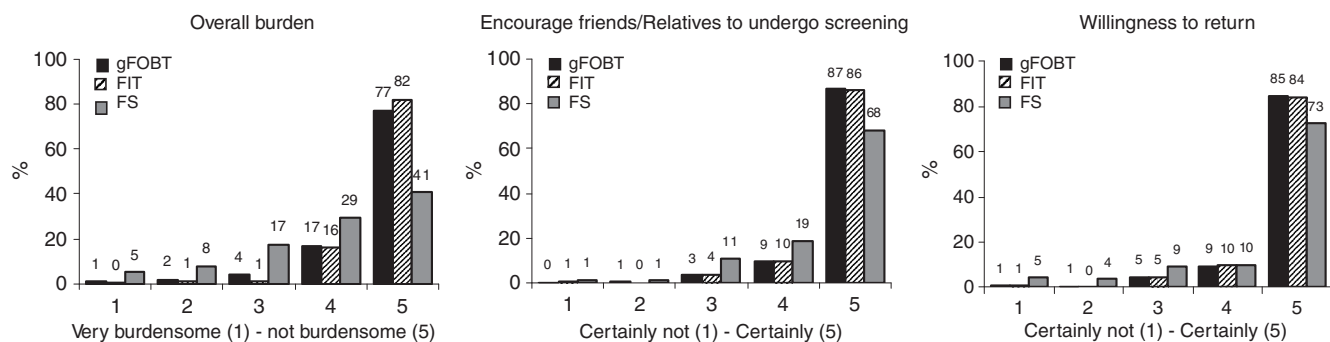 Overall burden
100
80
60
40
20
0
%
gFOBT
FIT
FS
1 0 5
2 1 8
4 1 17
17 16 29
77 82 41
1 2 3 4 5
Very burdensome (1) - not burdensome (5)
Encourage friends/Relatives to undergo screening
100
80
60
40
20
0
%
gFOBT
FIT
FS
0 1 1
1 0 1
3 4 11
9 10 19
87 86 68
1 2 3 4 5
Certainly not (1) - Certainly (5)
Willingness to return
100
80
60
40
20
0
%
gFOBT
FIT
FS
1 1 5
1 0 4
5 5 9
9 10 10
85 84 73
1 2 3 4 5
Certainly not (1) - Certainly (5)